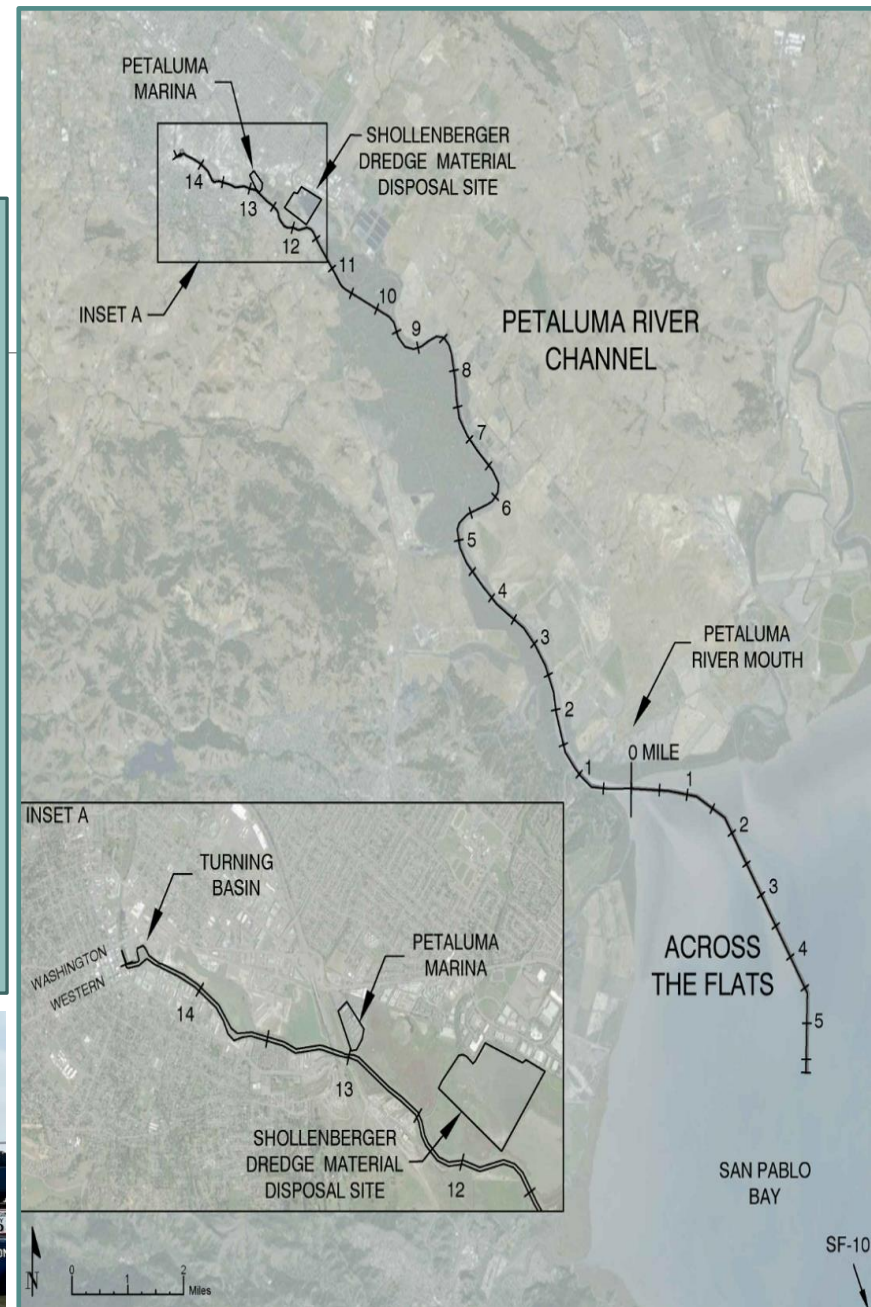 PETALUMA
MARINA
SHOLLENBERGER
DREDGE MATERIAL
DISPOSAL SITE
14
13
12
11
INSET A
10
9
PETALUMA RIVER
CHANNEL
8
7
6
5
4
3
PETALUMA
RIVER MOUTH
2
0 MILE
1
1
2
3
4
ACROSS
THE FLATS
5
SAN PABLO
BAY
SF-10
INSET A
TURNING
BASIN
WASHINGTON
WESTERN
PETALUMA
MARINA
14
13
SHOLLENBERGER
DREDGE MATERIAL
DISPOSAL SITE
12
N
0 1 2
Miles